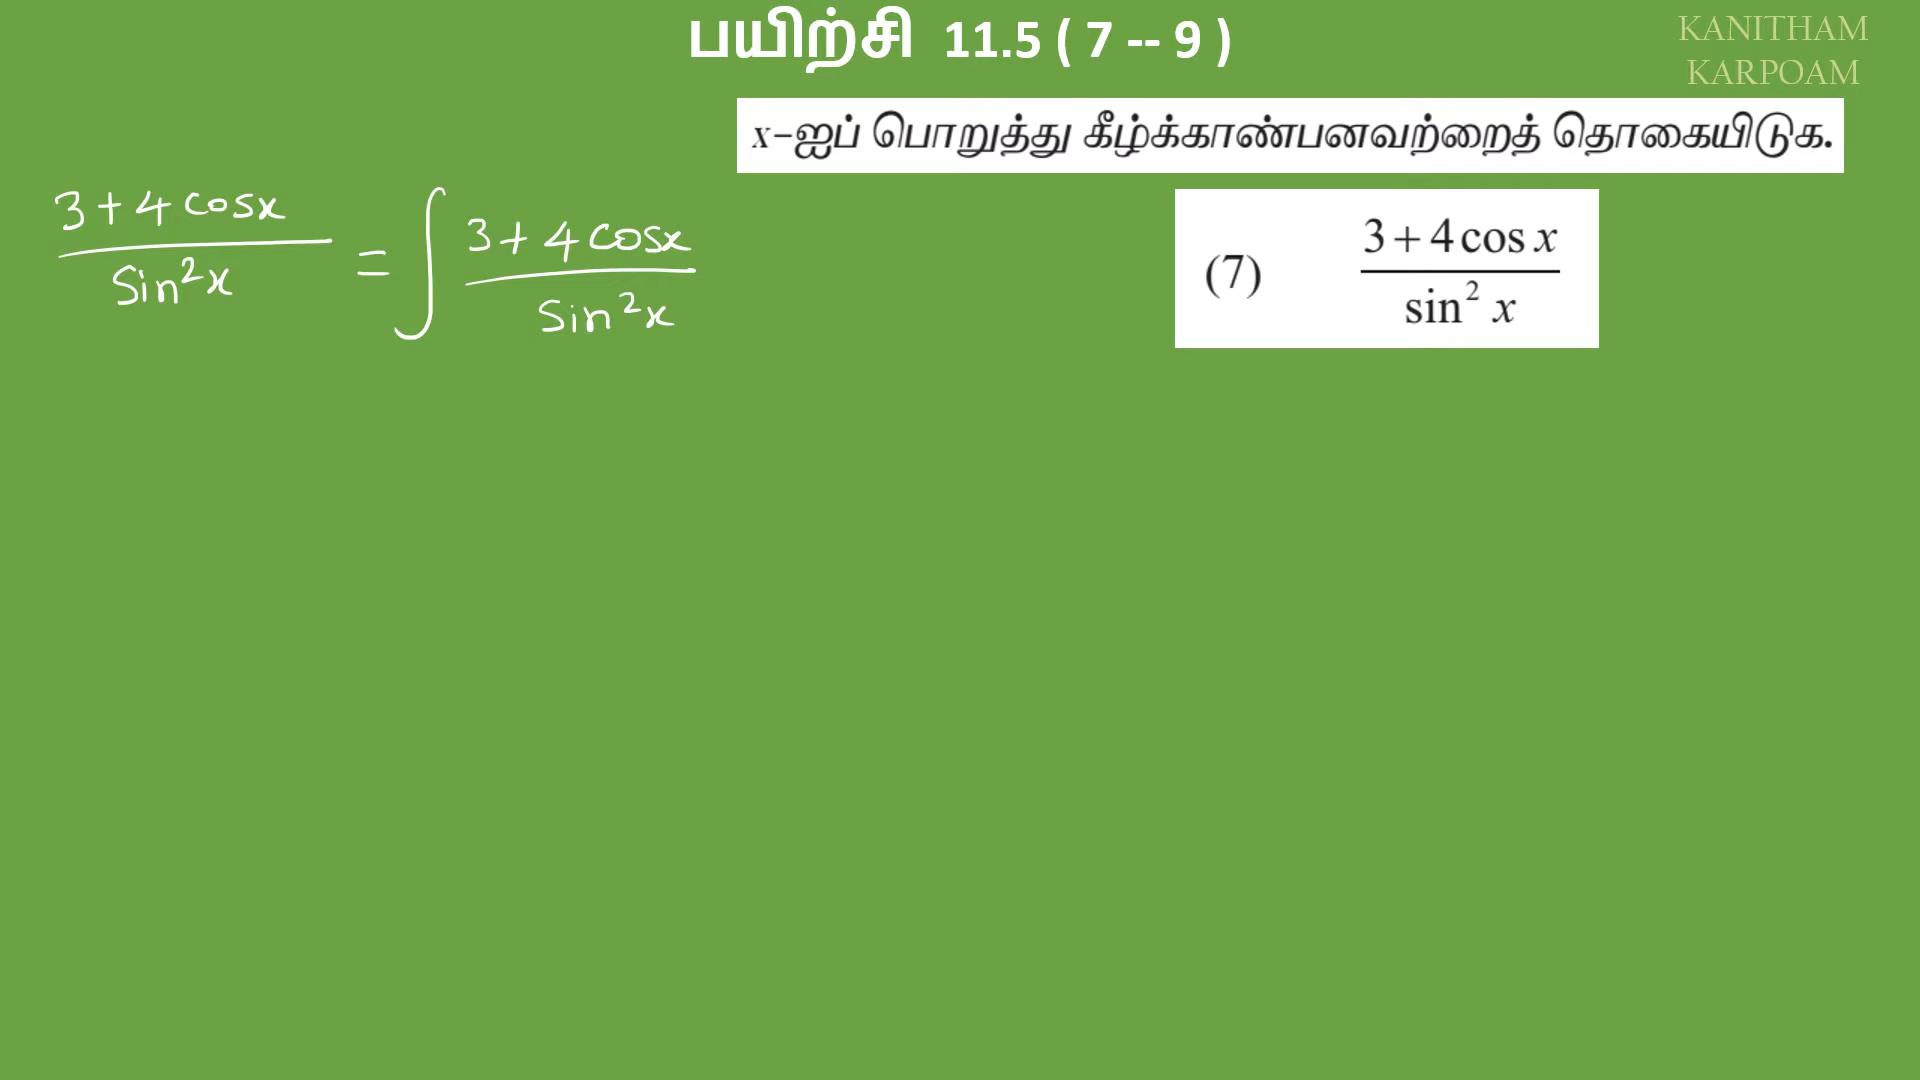 பயிற்சி 11.5 ( 7 -- 9 )
KANITHAM
KARPOAM
x–ஐப் பொறுத்து கீழ்க்காண்பனவற்றைத் தொகையிடுக.
3+4cosx / Sin²x = ∫ 3+4cosx / Sin²x
(7) 3+4cos x / sin² x